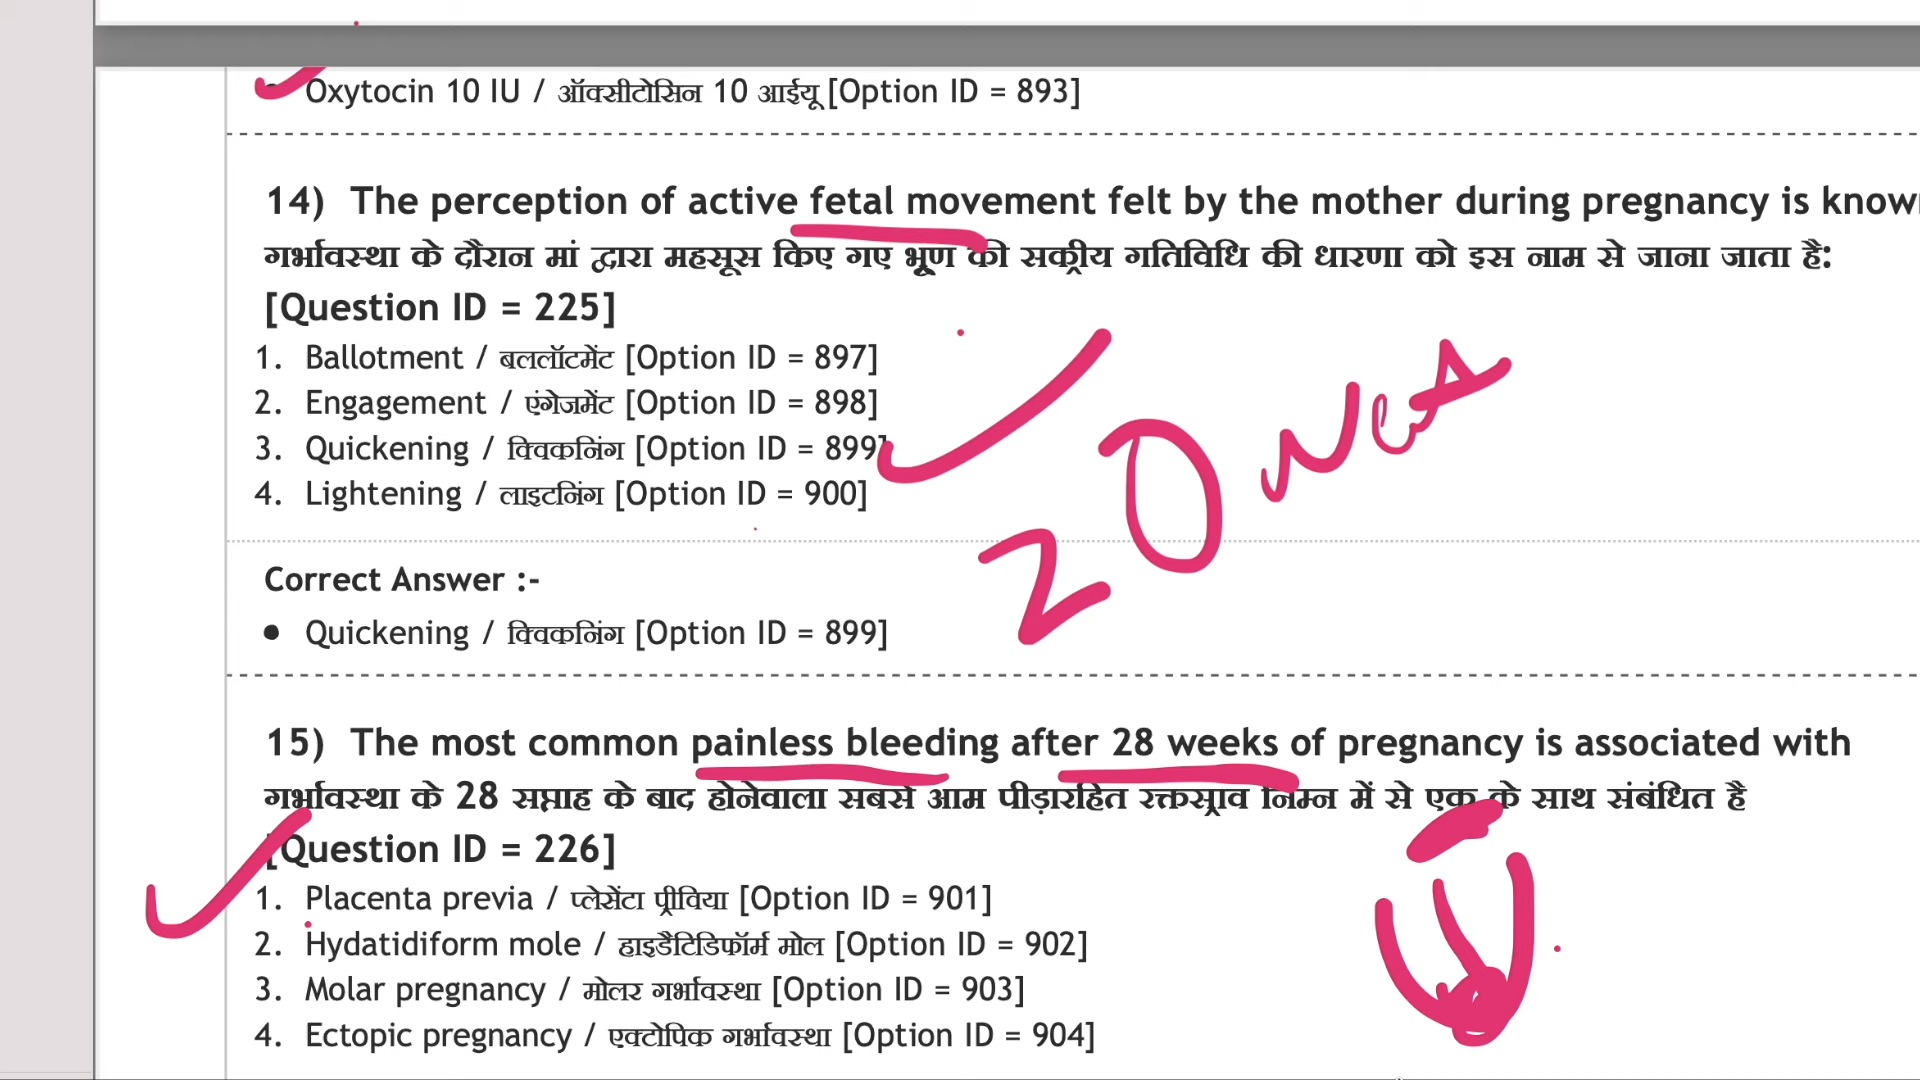 Oxytocin 10 IU / ऑक्सीटोसिन 10 आईयू [Option ID = 893]
14) The perception of active fetal movement felt by the mother during pregnancy is known
गर्भावस्था के दौरान मां द्वारा महसूस किए गए भ्रूण की सक्रीय गतिविधि की धारणा को इस नाम से जाना जाता है:
[Question ID = 225]
1. Ballotment / बललॉटमेंट [Option ID = 897]
2. Engagement / एंगेजमेंट [Option ID = 898]
3. Quickening / क्विकनिंग [Option ID = 899]
4. Lightening / लाइटनिंग [Option ID = 900]
20
Correct Answer :-
• Quickening / क्विकनिंग [Option ID = 899]
15) The most common painless bleeding after 28 weeks of pregnancy is associated with
गर्भावस्था के 28 सप्ताह के बाद होनेवाला सबसे आम पीड़ारहित रक्तस्राव निम्न में से एक के साथ संबंधित है
[Question ID = 226]
1. Placenta previa / प्लेसेंटा प्रीविया [Option ID = 901]
2. Hydatidiform mole / हाइडैटिडिफॉर्म मोल [Option ID = 902]
3. Molar pregnancy / मोलर गर्भावस्था [Option ID = 903]
4. Ectopic pregnancy / एक्टोपिक गर्भावस्था [Option ID = 904]